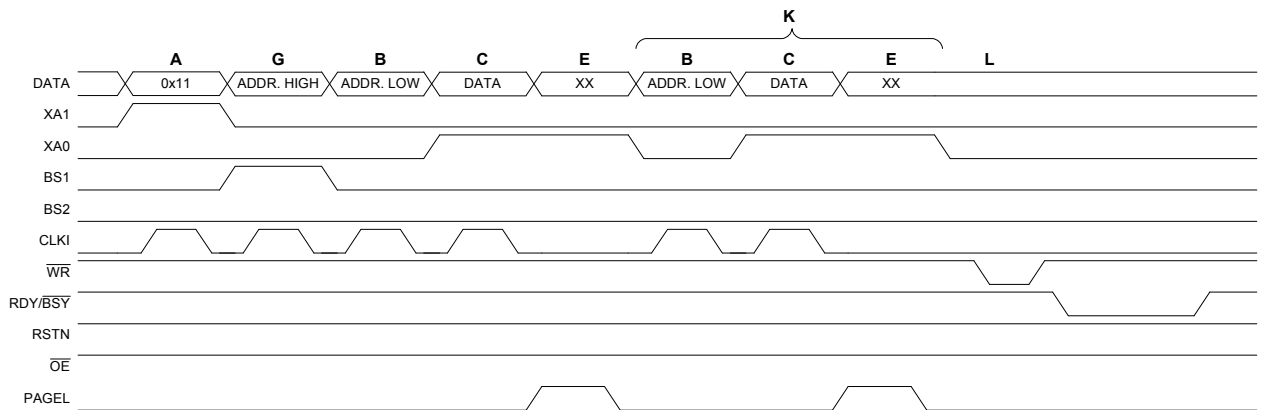 K
A G B C E B C E L
DATA 0x11 ADDR. HIGH ADDR. LOW DATA XX ADDR. LOW DATA XX
XA1
XA0
BS1
BS2
CLKI
WR
RDY/BSY
RSTN
OE
PAGEL